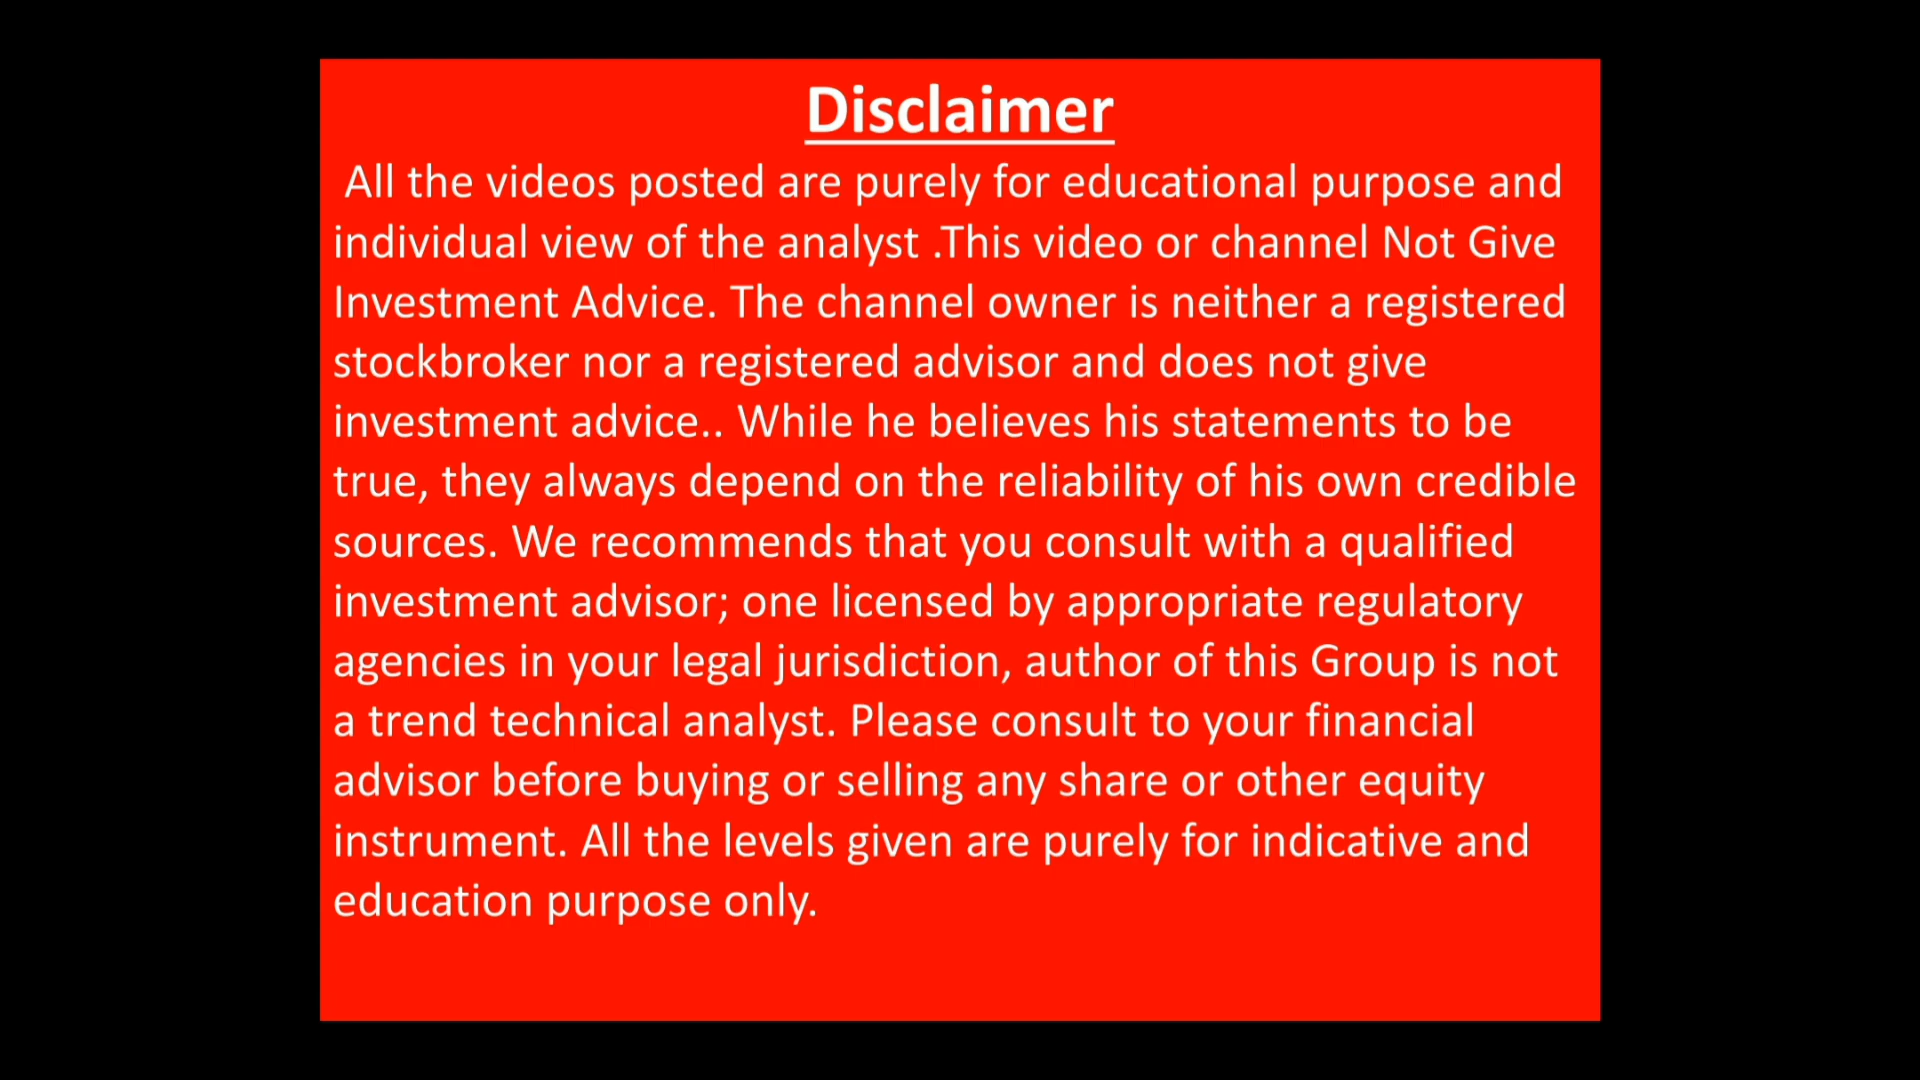 Disclaimer
All the videos posted are purely for educational purpose and
individual view of the analyst .This video or channel Not Give
Investment Advice. The channel owner is neither a registered
stockbroker nor a registered advisor and does not give
investment advice.. While he believes his statements to be
true, they always depend on the reliability of his own credible
sources. We recommends that you consult with a qualified
investment advisor; one licensed by appropriate regulatory
agencies in your legal jurisdiction, author of this Group is not
a trend technical analyst. Please consult to your financial
advisor before buying or selling any share or other equity
instrument. All the levels given are purely for indicative and
education purpose only.